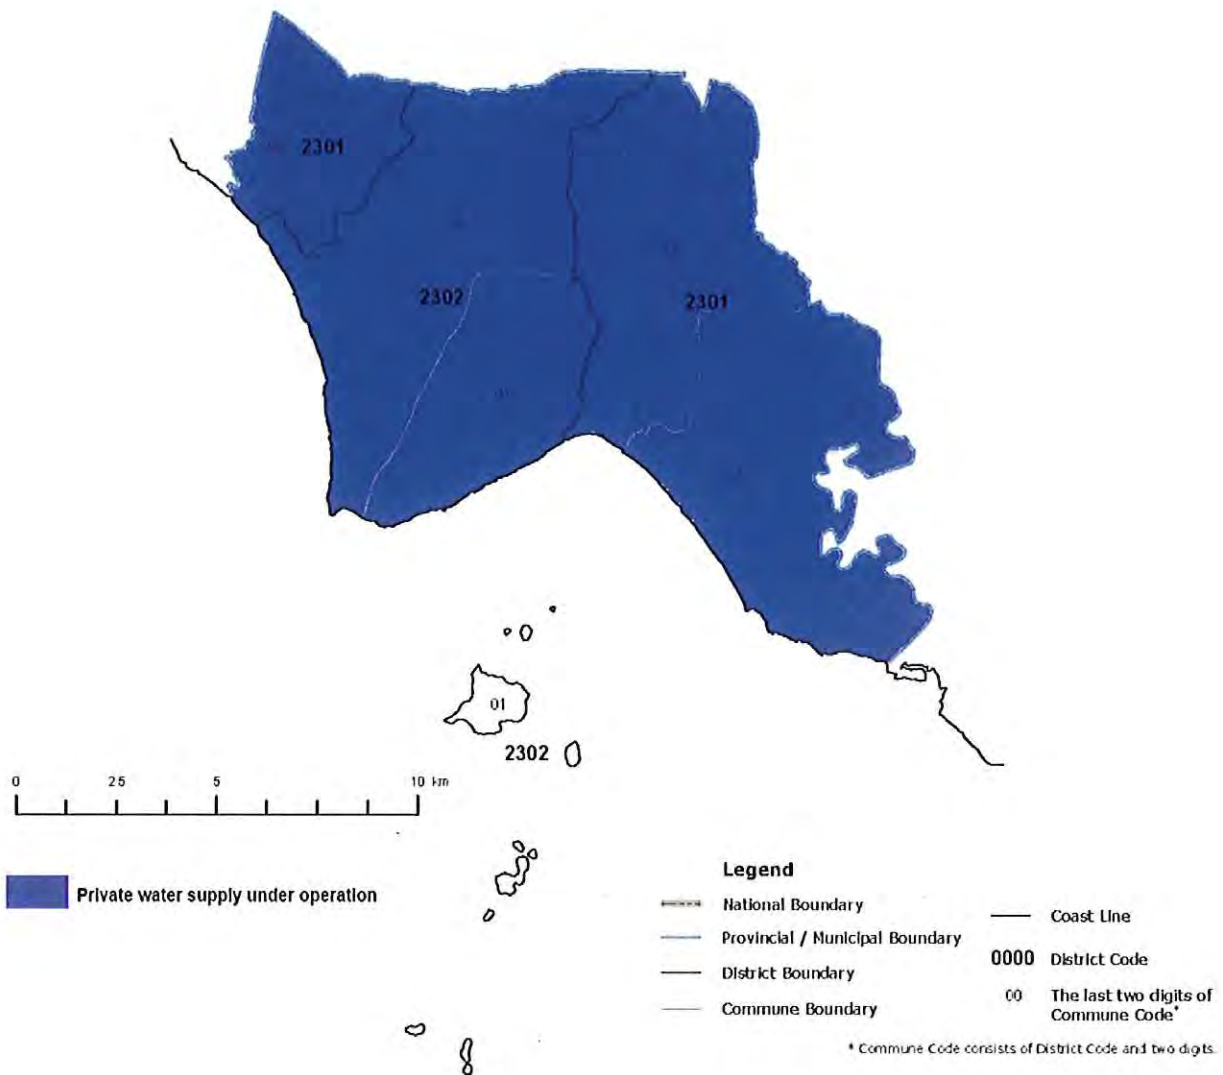 2301
2302
2301
01
2302
0
25
5
10 km
Private water supply under operation
Legend
National Boundary
Provincial / Municipal Boundary
District Boundary
Commune Boundary
Coast Line
0000 District Code
00 The last two digits of
Commune Code*
* Commune Code consists of District Code and two digits.